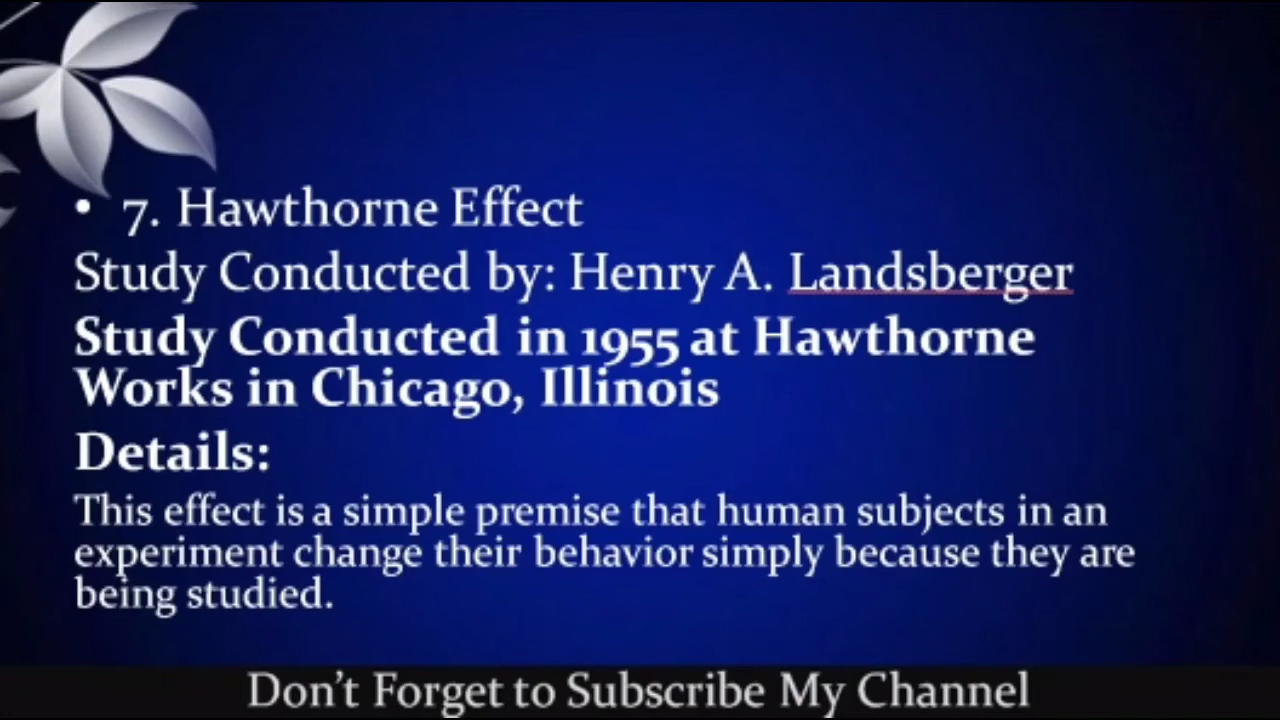 • 7. Hawthorne Effect
Study Conducted by: Henry A. Landsberger
Study Conducted in 1955 at Hawthorne
Works in Chicago, Illinois
Details:
This effect is a simple premise that human subjects in an
experiment change their behavior simply because they are
being studied.
Don't Forget to Subscribe My Channel